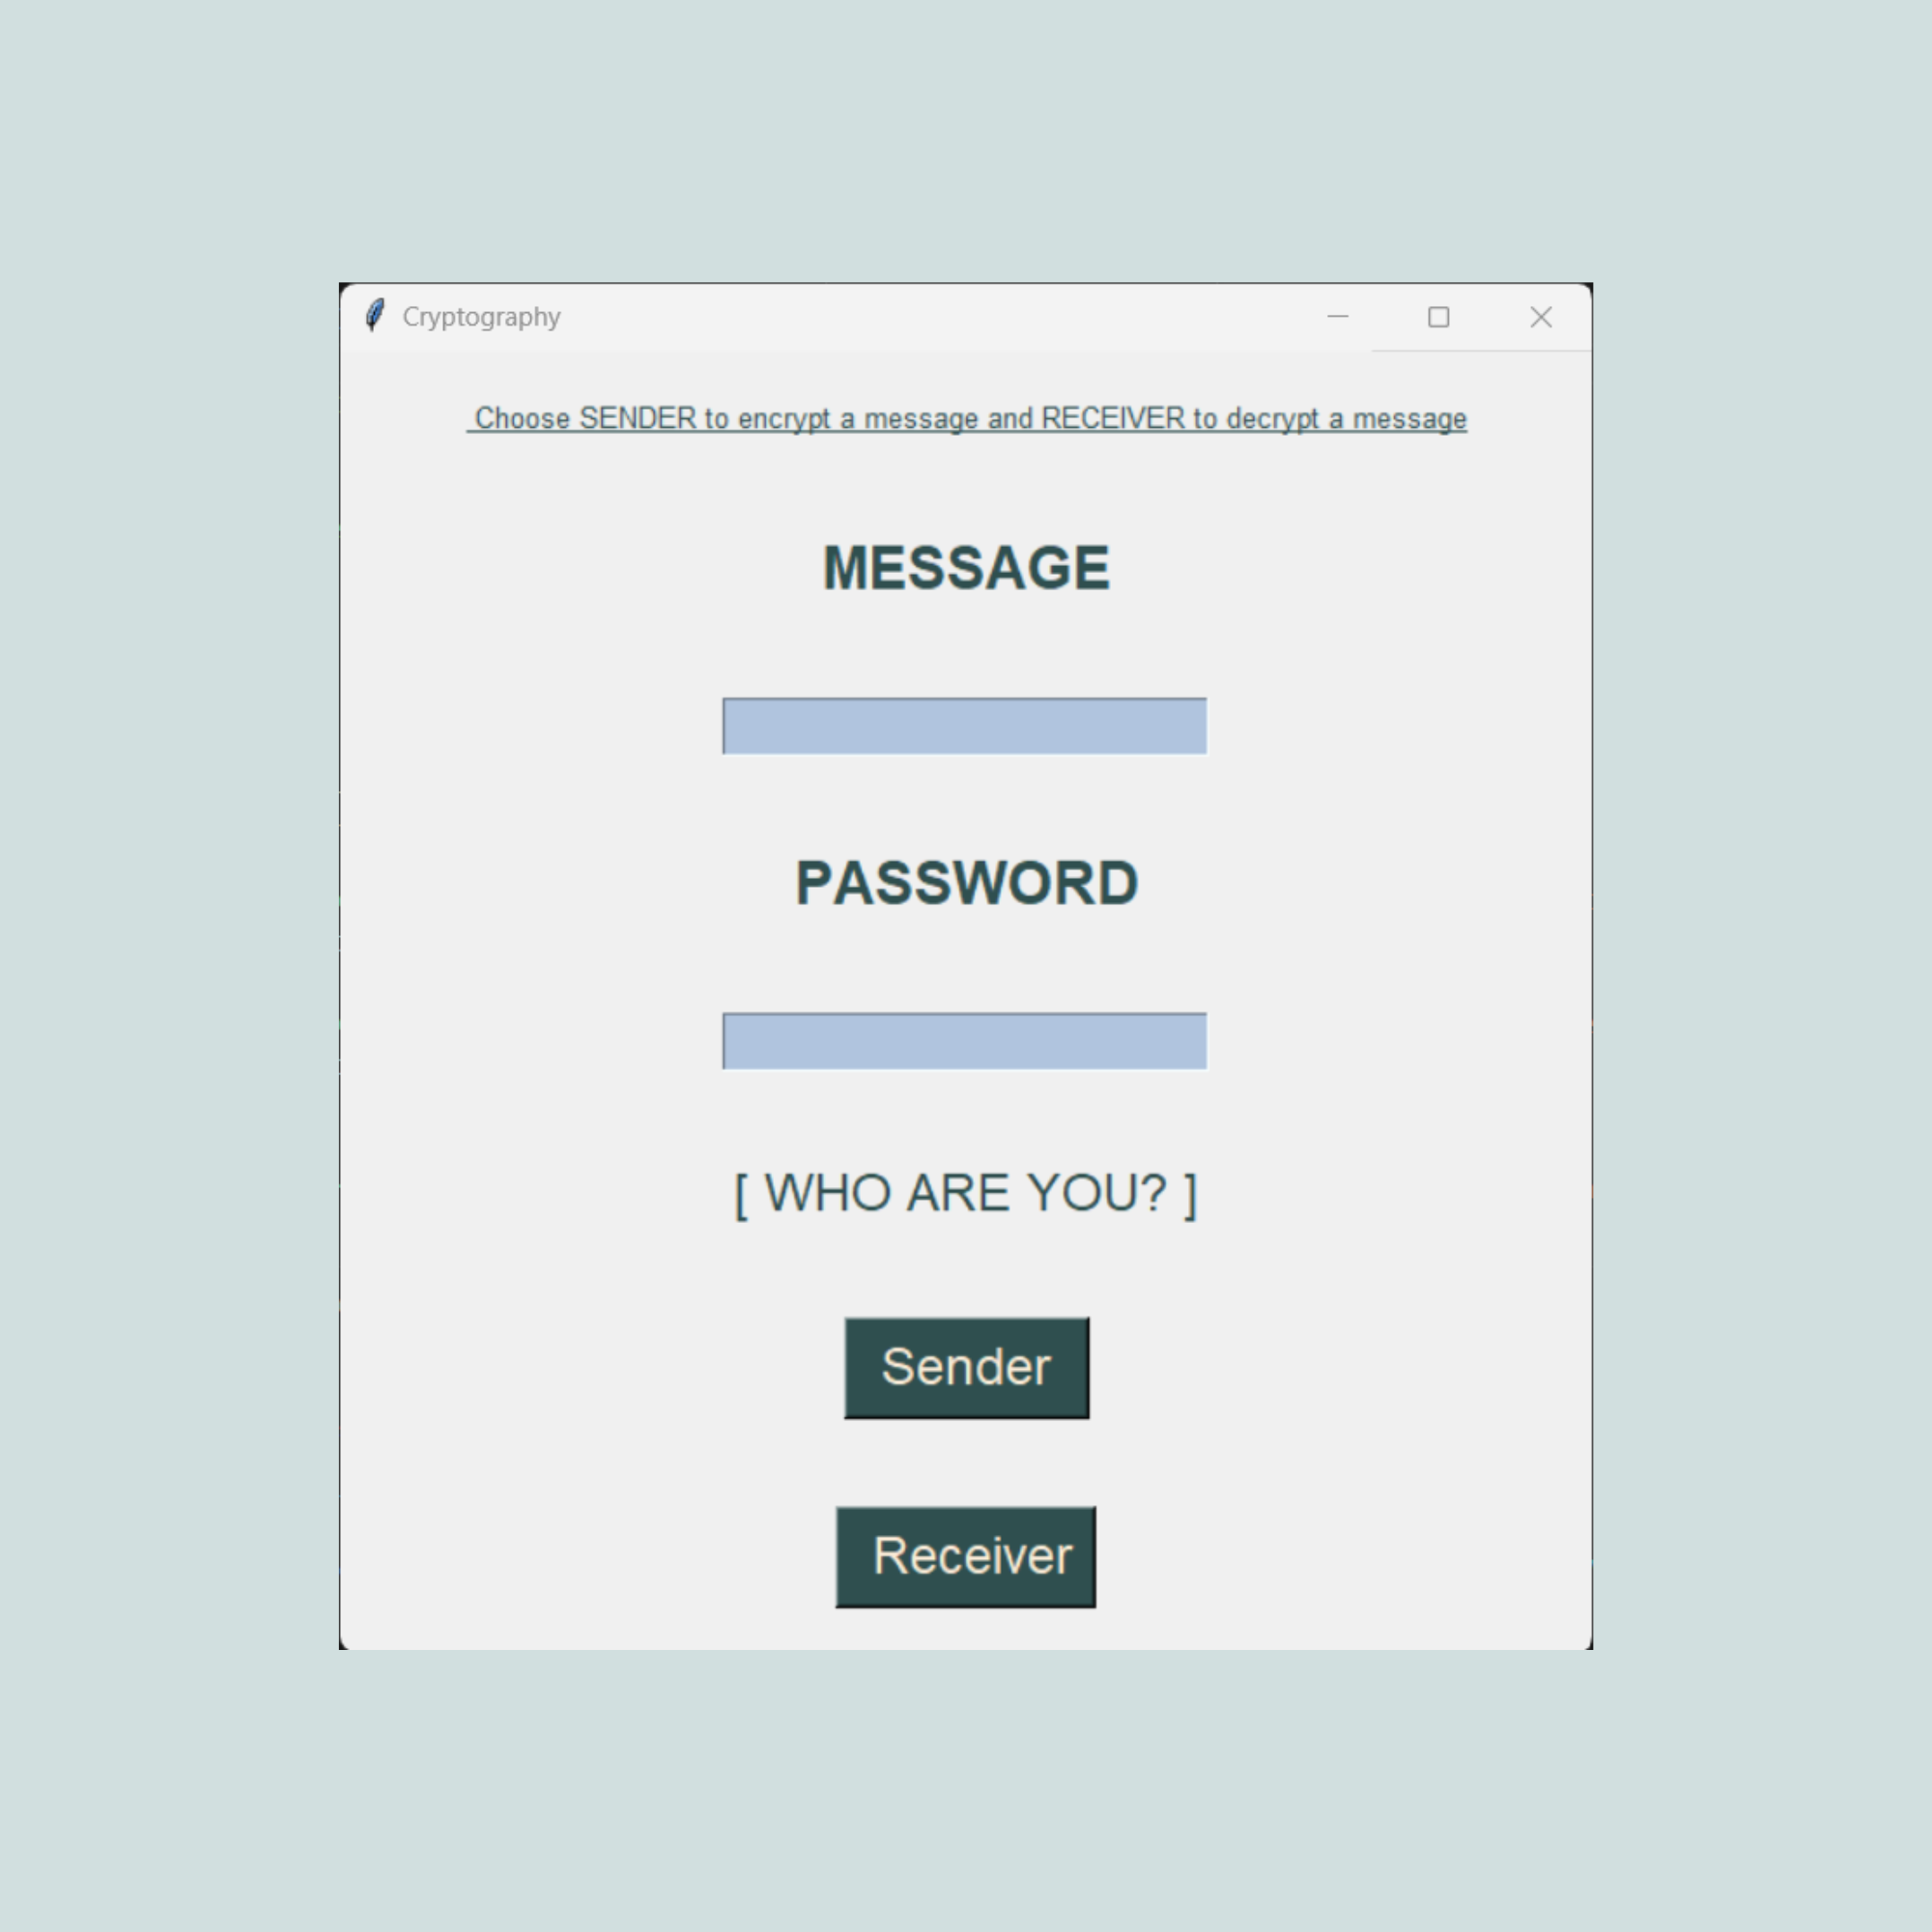 Cryptography
Choose SENDER to encrypt a message and RECEIVER to decrypt a message
MESSAGE
PASSWORD
[ WHO ARE YOU? ]
Sender
Receiver